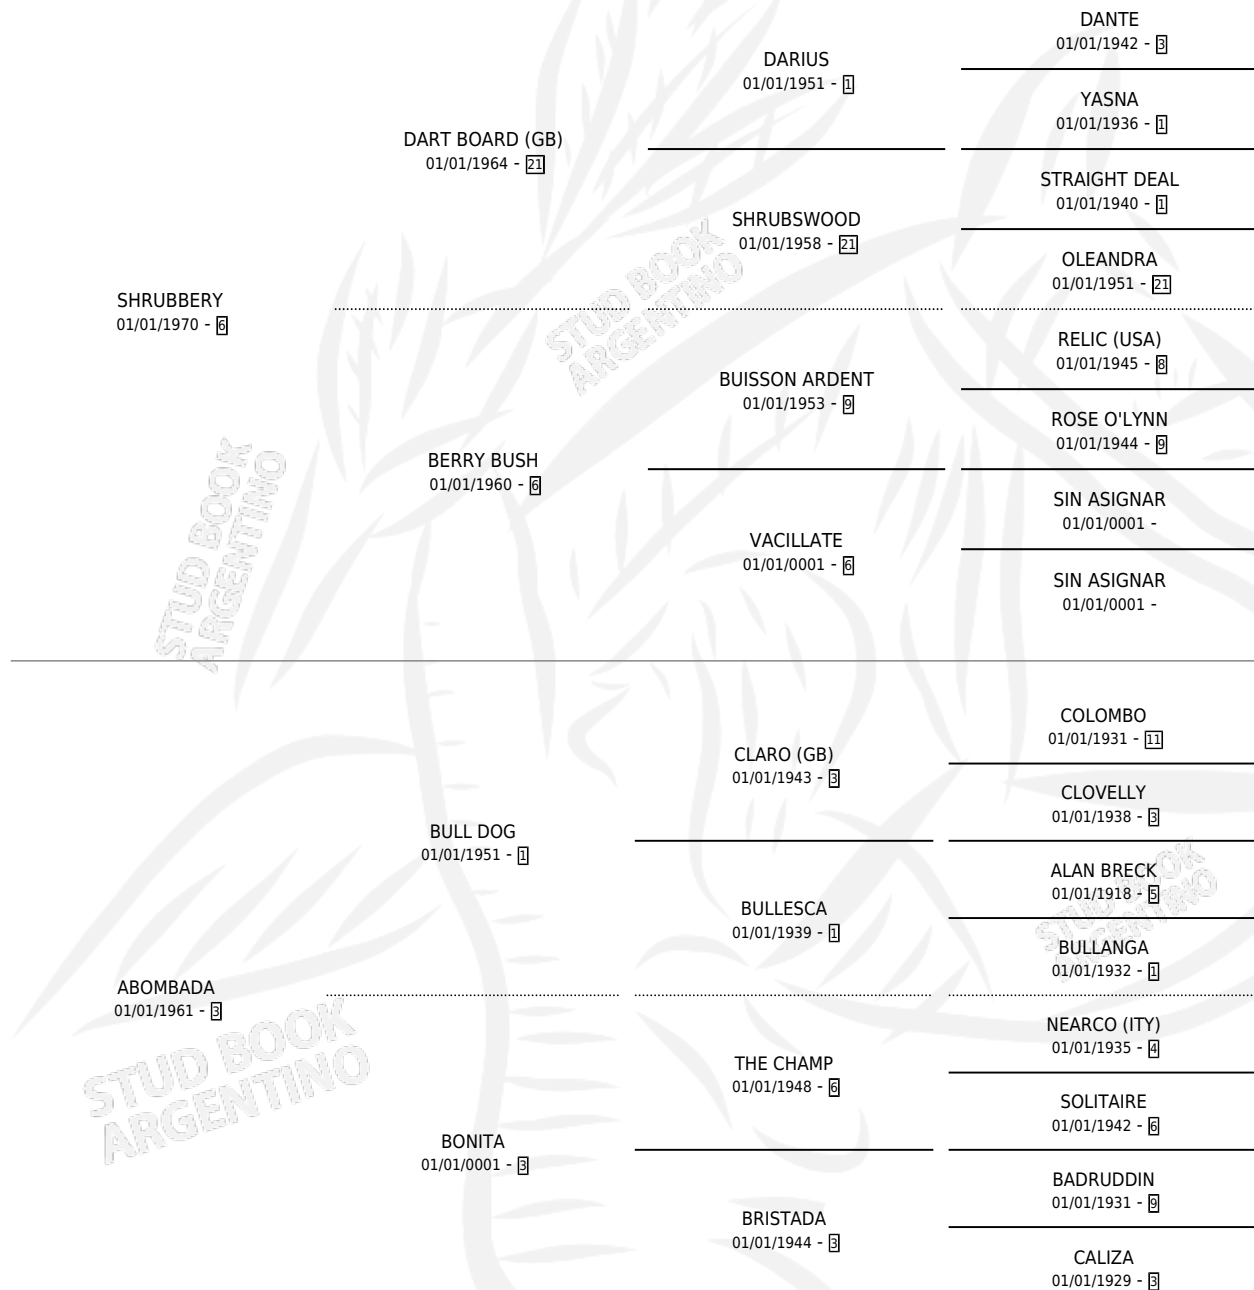 DANTE
01/01/1942 - 3
DARIUS
01/01/1951 - 1
YASNA
01/01/1936 - 1
DART BOARD (GB)
01/01/1964 - 21
STRAIGHT DEAL
01/01/1940 - 1
SHRUBSWOOD
01/01/1958 - 21
OLEANDRA
01/01/1951 - 21
SHRUBBERY
01/01/1970 - 6
RELIC (USA)
01/01/1945 - 8
BUISSON ARDENT
01/01/1953 - 9
ROSE O'LYNN
01/01/1944 - 9
BERRY BUSH
01/01/1960 - 6
SIN ASIGNAR
01/01/0001 -
VACILLATE
01/01/0001 - 6
SIN ASIGNAR
01/01/0001 -
COLOMBO
01/01/1931 - 11
CLARO (GB)
01/01/1943 - 3
CLOVELLY
01/01/1938 - 3
BULL DOG
01/01/1951 - 1
ALAN BRECK
01/01/1918 - 5
BULLESCA
01/01/1939 - 1
BULLANGA
01/01/1932 - 1
ABOMBADA
01/01/1961 - 3
NEARCO (ITY)
01/01/1935 - 4
THE CHAMP
01/01/1948 - 6
SOLITAIRE
01/01/1942 - 6
BONITA
01/01/0001 - 3
BADRUDDIN
01/01/1931 - 9
BRISTADA
01/01/1944 - 3
CALIZA
01/01/1929 - 3
STUD BOOK
ARGENTINO
STUD BOOK
ARGENTINO
STUD BOOK
ARGENTINO
STUD BOOK
ARGENTINO